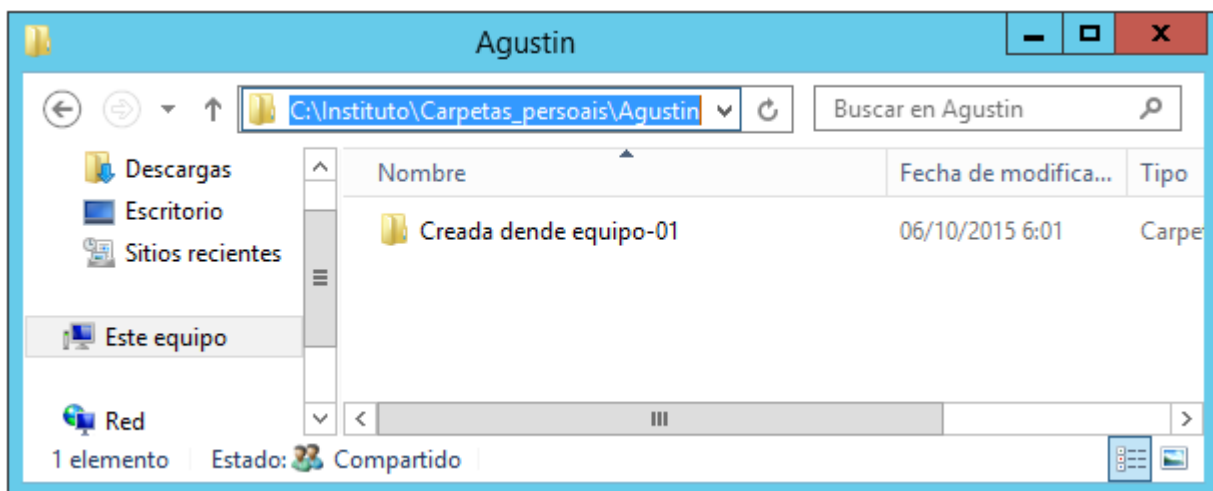 Agustin
C:\Instituto\Carpetas_persoais\Agustin
Buscar en Agustin
Descargas
Escritorio
Sitios recientes
Este equipo
Red
Nombre
Fecha de modifica...
Tipo
Creada dende equipo-01
06/10/2015 6:01
Carpe
1 elemento
Estado:
Compartido